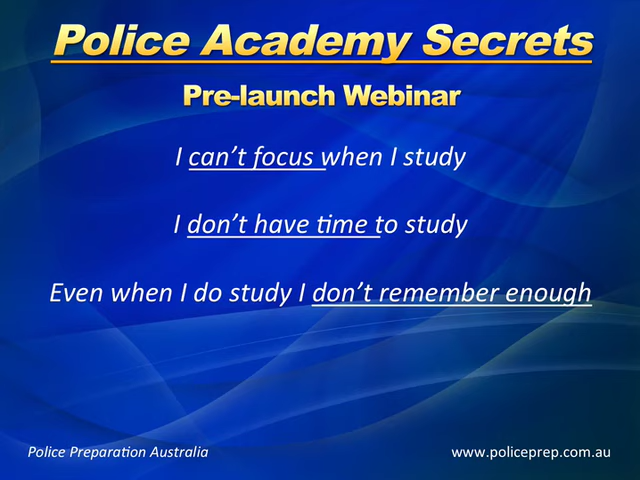 Police Academy Secrets
Pre-launch Webinar
I can't focus when I study
I don't have time to study
Even when I do study I don't remember enough
Police Preparation Australia
www.policeprep.com.au